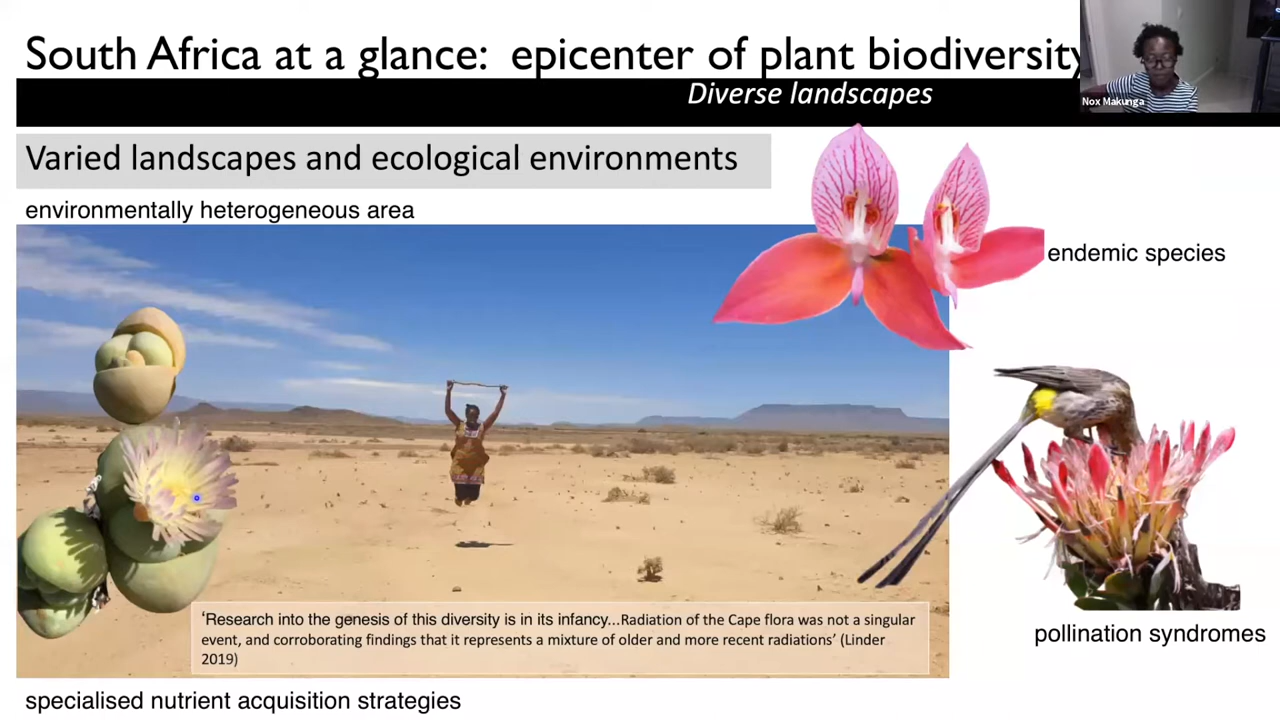 South Africa at a glance:  epicenter of plant biodiversity
Diverse landscapes
Nox Makunga
Varied landscapes and ecological environments
environmentally heterogeneous area
endemic species
‘Research into the genesis of this diversity is in its infancy...Radiation of the Cape flora was not a singular
event, and corroborating findings that it represents a mixture of older and more recent radiations’ (Linder
2019)
pollination syndromes
specialised nutrient acquisition strategies